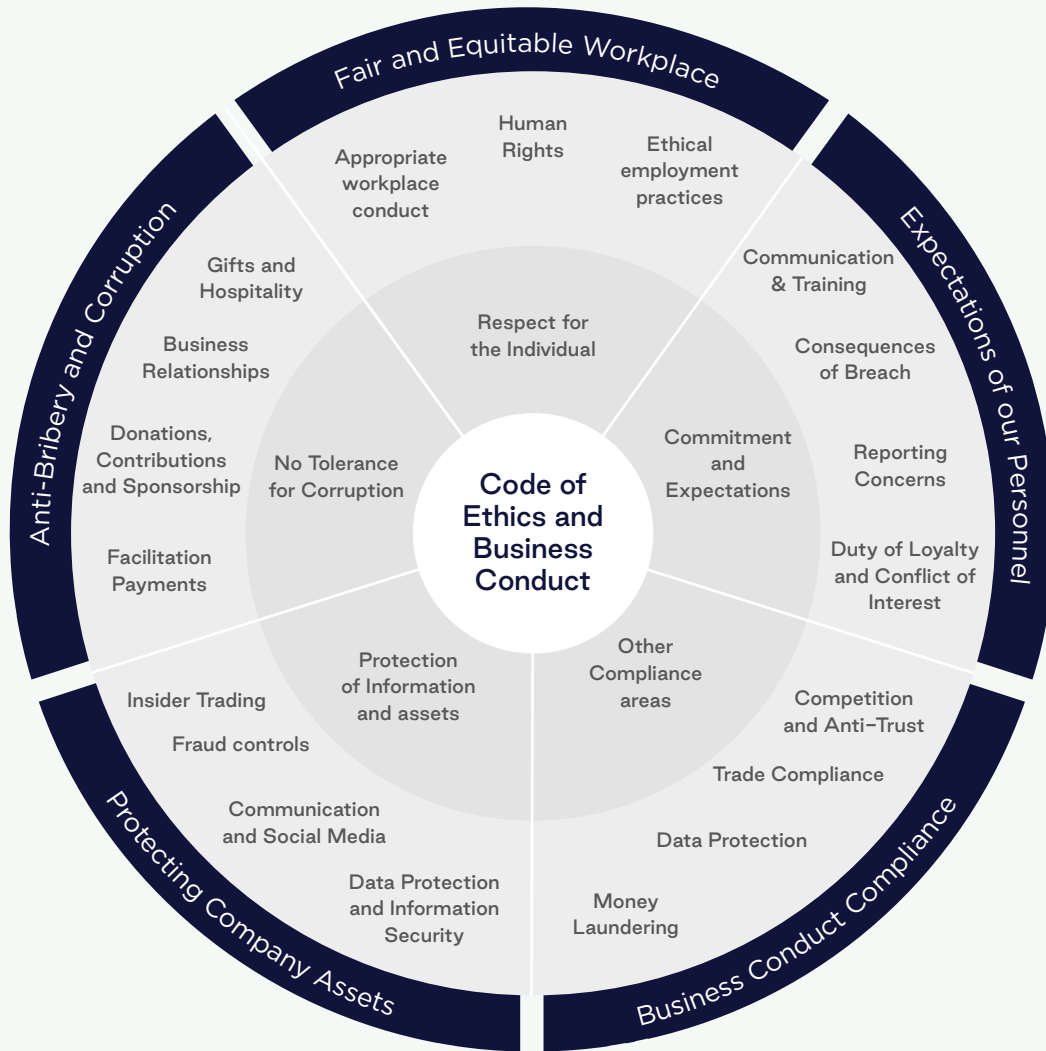 Fair and Equitable Workplace
Human
Rights
Appropriate
workplace
conduct
Ethical
employment
practices
Respect for
the Individual
Expectations of our Personnel
Communication
& Training
Consequences
of Breach
Reporting
Concerns
Duty of Loyalty
and Conflict of
Interest
Commitment
and
Expectations
Business Conduct Compliance
Competition
and Anti-Trust
Trade Compliance
Data Protection
Money
Laundering
Other
Compliance
areas
Protecting Company Assets
Insider Trading
Fraud controls
Communication
and Social Media
Data Protection
and Information
Security
Protection
of Information
and assets
Anti-Bribery and Corruption
Gifts and
Hospitality
Business
Relationships
Donations,
Contributions
and Sponsorship
Facilitation
Payments
No Tolerance
for Corruption
Code of
Ethics and
Business
Conduct